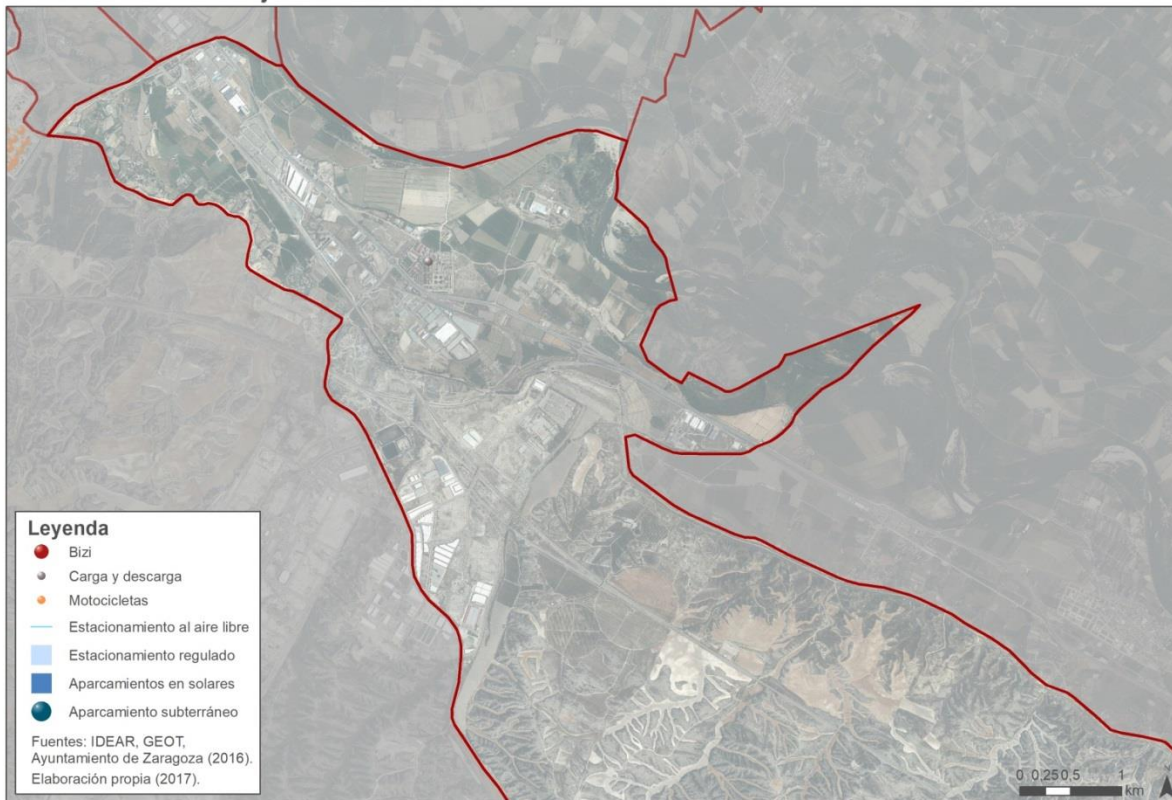 Leyenda
Bizi
Carga y descarga
Motocicletas
Estacionamiento al aire libre
Estacionamiento regulado
Aparcamientos en solares
Aparcamiento subterráneo
Fuentes: IDEAR, GEOT,
Ayuntamiento de Zaragoza (2016).
Elaboración propia (2017).
0 0,25 0,5 1
km